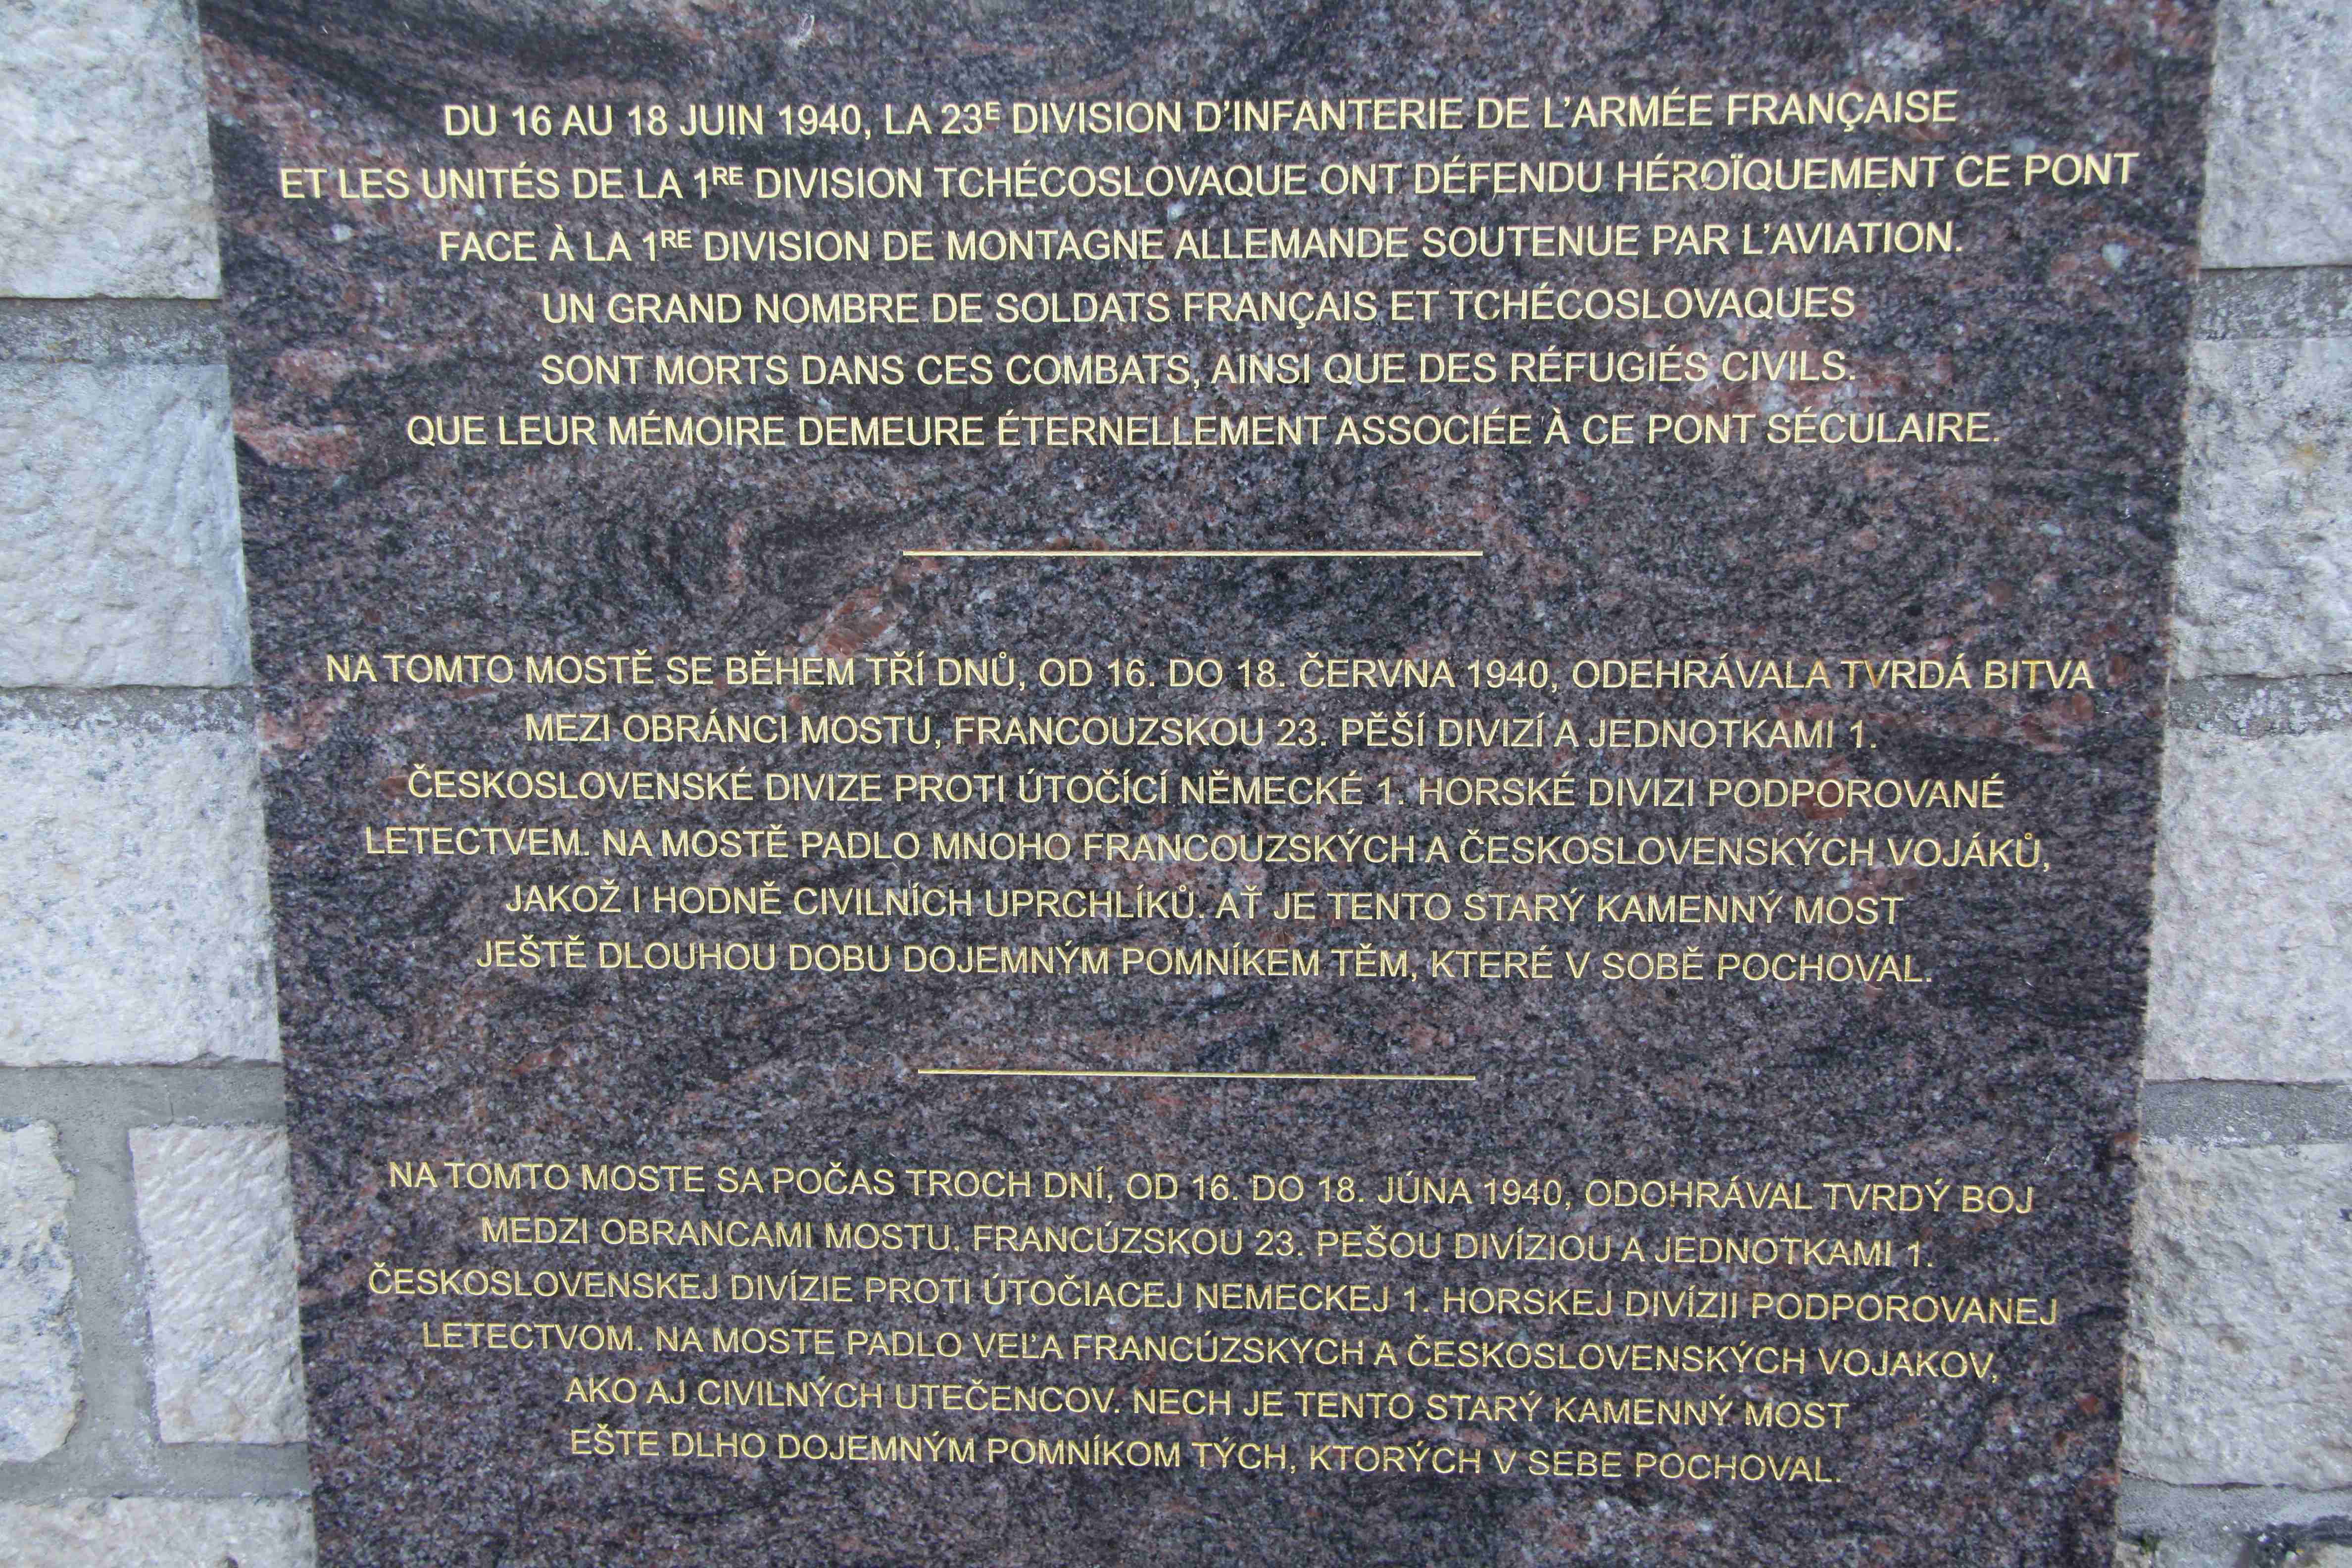 DU 16 AU 18 JUIN 1940, LA 23E DIVISION D'INFANTERIE DE L'ARMÉE FRANÇAISE
ET LES UNITÉS DE LA 1RE DIVISION TCHÉCOSLOVAQUE ONT DÉFENDU HÉROÏQUEMENT CE PONT
FACE À LA 1RE DIVISION DE MONTAGNE ALLEMANDE SOUTENUE PAR L'AVIATION.
UN GRAND NOMBRE DE SOLDATS FRANÇAIS ET TCHÉCOSLOVAQUES
SONT MORTS DANS CES COMBATS, AINSI QUE DES RÉFUGIÉS CIVILS.
QUE LEUR MÉMOIRE DEMEURE ÉTERNELLEMENT ASSOCIÉE À CE PONT SÉCULAIRE.
NA TOMTO MOSTĚ SE BĚHEM TŘÍ DNŮ, OD 16. DO 18. ČERVNA 1940, ODEHRÁVALA TVRDÁ BITVA
MEZI OBRÁNCI MOSTU, FRANCOUZSKOU 23. PĚŠÍ DIVIZÍ A JEDNOTKAMI 1.
ČESKOSLOVENSKÉ DIVIZE PROTI ÚTOČÍCÍ NĚMECKÉ 1. HORSKÉ DIVIZI PODPOROVANÉ
LETECTVEM. NA MOSTĚ PADLO MNOHO FRANCOUZSKÝCH A ČESKOSLOVENSKÝCH VOJÁKŮ,
JAKOŽ I HODNĚ CIVILNÍCH UPRCHLÍKŮ. AŤ JE TENTO STARÝ KAMENNÝ MOST
JEŠTĚ DLOUHOU DOBU DOJEMNÝM POMNÍKEM TĚM, KTERÉ V SOBĚ POCHOVAL.
NA TOMTO MOSTE SA POČAS TROCH DNÍ, OD 16. DO 18. JÚNA 1940, ODOHRÁVAL TVRDÝ BOJ
MEDZI OBRANCAMI MOSTU, FRANCÚZSKOU 23. PEŠOU DIVÍZIOU A JEDNOTKAMI 1.
ČESKOSLOVENSKEJ DIVÍZIE PROTI ÚTOČIACEJ NEMECKEJ 1. HORSKEJ DIVÍZII PODPOROVANEJ
LETECTVOM. NA MOSTE PADLO VEĽA FRANCÚZSKYCH A ČESKOSLOVENSKÝCH VOJAKOV,
AKO AJ CIVILNÝCH UTEČENCOV. NECH JE TENTO STARÝ KAMENNÝ MOST
EŠTE DLHO DOJEMNÝM POMNÍKOM TÝCH, KTORÝCH V SEBE POCHOVAL.